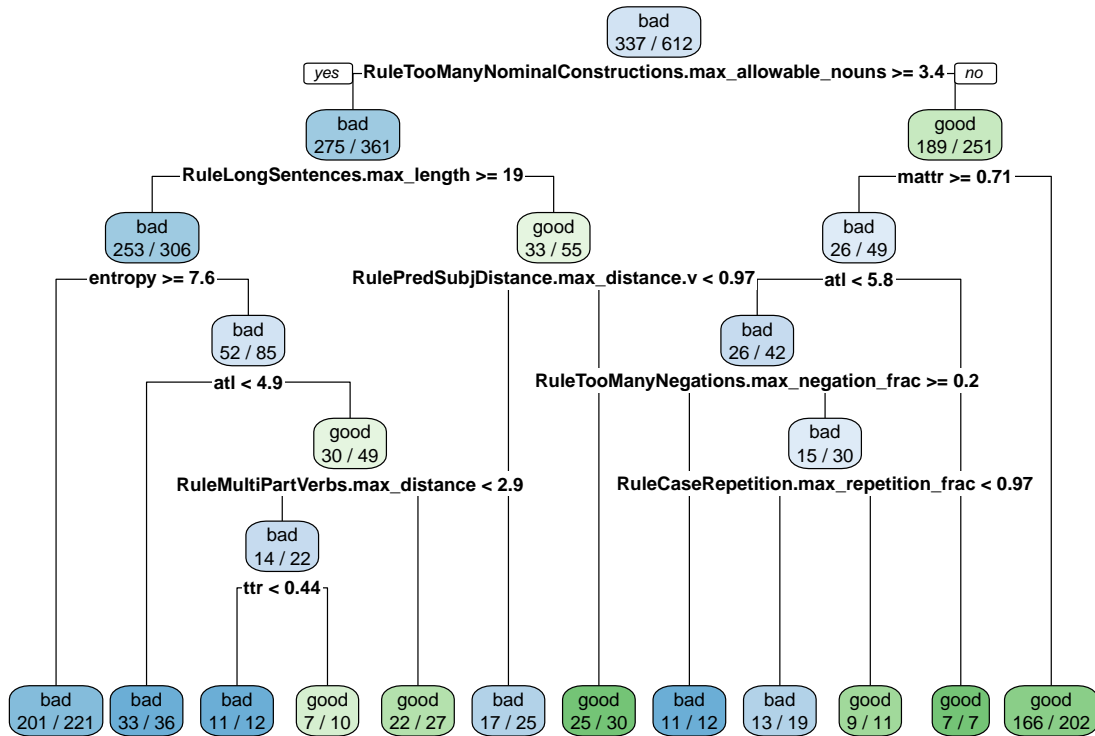 bad
337 / 612
yes RuleTooManyNominalConstructions.max_allowable_nouns >= 3.4 no
bad
275 / 361
good
189 / 251
RuleLongSentences.max_length >= 19
mattr >= 0.71
bad
253 / 306
good
33 / 55
bad
26 / 49
entropy >= 7.6
RulePredSubjDistance.max_distance.v < 0.97
atl < 5.8
bad
52 / 85
bad
26 / 42
atl < 4.9
RuleTooManyNegations.max_negation_frac >= 0.2
good
30 / 49
bad
15 / 30
RuleMultiPartVerbs.max_distance < 2.9
RuleCaseRepetition.max_repetition_frac < 0.97
bad
14 / 22
ttr < 0.44
bad
201 / 221
bad
33 / 36
bad
11 / 12
good
7 / 10
good
22 / 27
bad
17 / 25
good
25 / 30
bad
11 / 12
bad
13 / 19
good
9 / 11
good
7 / 7
good
166 / 202